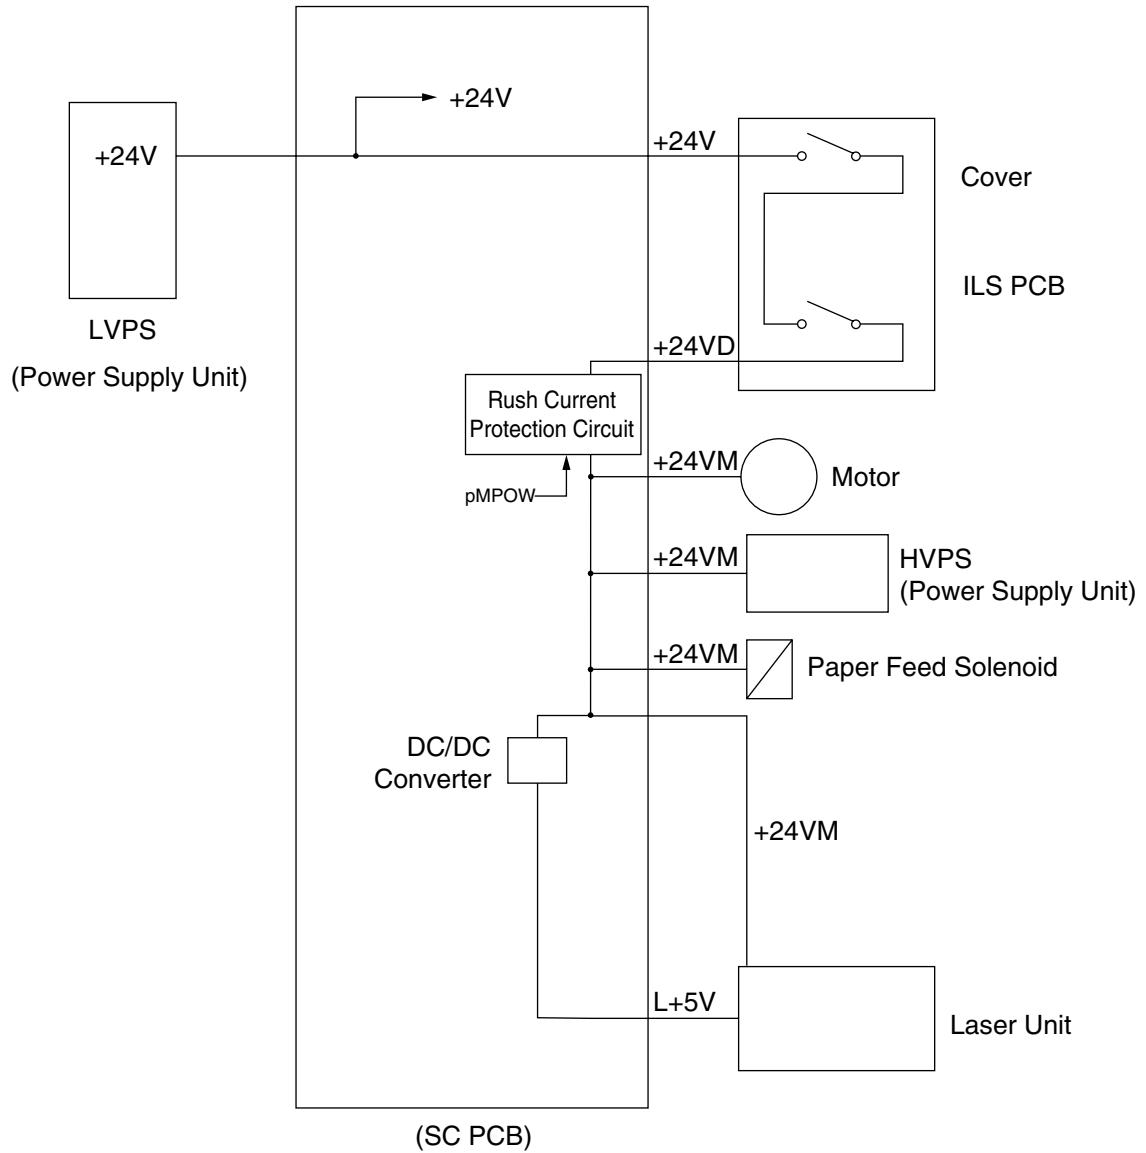 +24V
+24V
+24V
Cover
ILS PCB
LVPS
(Power Supply Unit)
+24VD
Rush Current
Protection Circuit
+24VM
Motor
pMPOW
+24VM
HVPS
(Power Supply Unit)
+24VM
Paper Feed Solenoid
DC/DC
Converter
+24VM
L+5V
Laser Unit
(SC PCB)